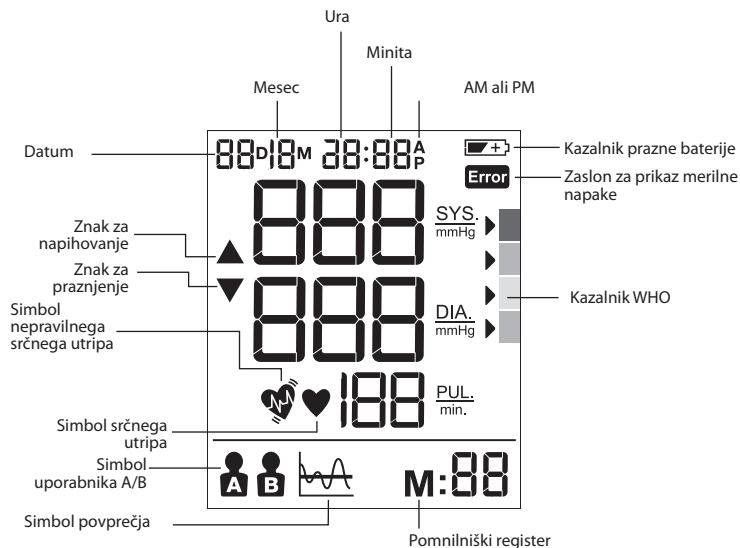 Ura
Minita
Mesec
AM ali PM
Datum
88D18M 28:88 A
P
Kazalnik prazne baterije
Error
Zaslon za prikaz merilne
napake
888
SYS.
mmHg
Znak za
napihovanje
Znak za
praznjenje
888
DIA.
mmHg
Kazalnik WHO
Simbol
nepravilnega
srčnega utripa
188
PUL.
min.
Simbol srčnega
utripa
Simbol
uporabnika A/B
A B
M:88
Simbol povprečja
Pomnilniški register